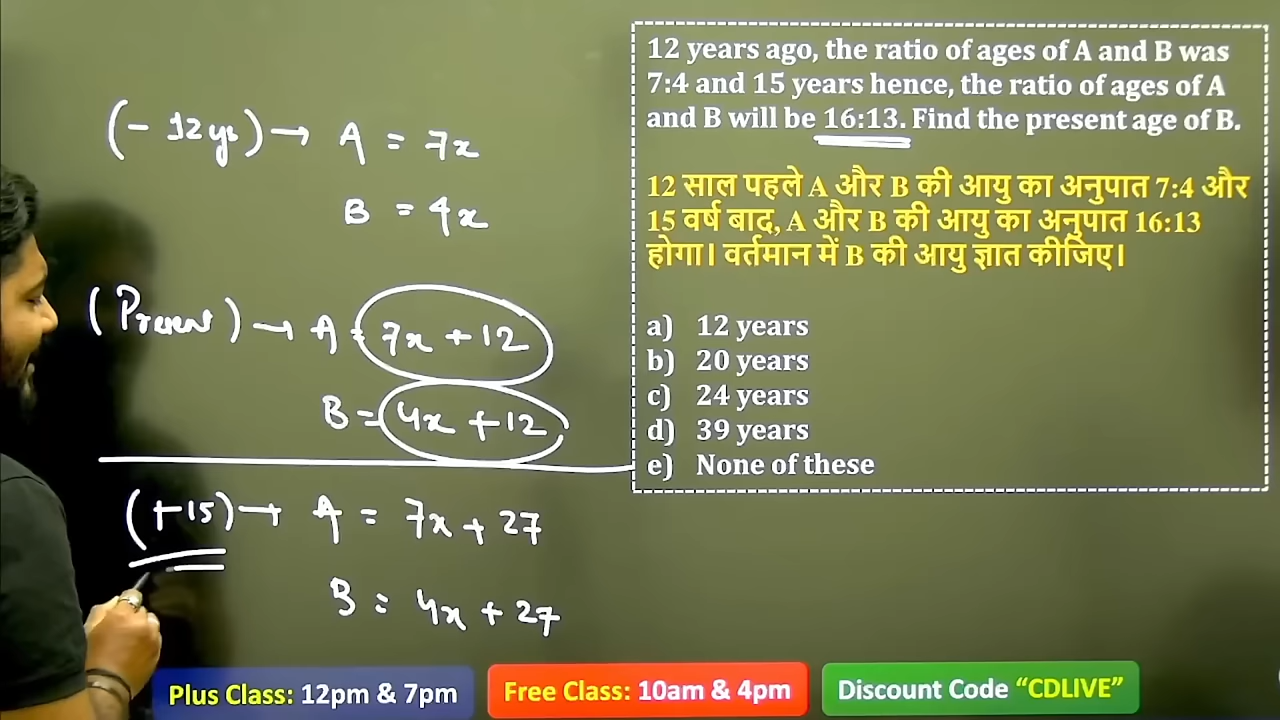 12 years ago, the ratio of ages of A and B was
7:4 and 15 years hence, the ratio of ages of A
and B will be 16:13. Find the present age of B.
12 साल पहले A और B की आयु का अनुपात 7:4 और
15 वर्ष बाद, A और B की आयु का अनुपात 16:13
होगा। वर्तमान में B की आयु ज्ञात कीजिए।
a) 12 years
b) 20 years
c) 24 years
d) 39 years
e) None of these
(- 12ys) → A = 7x
B = 4x
(Present) → A = 7x + 12
B = 4x + 12
(+15) → A = 7x + 27
B = 4x + 27
Plus Class: 12pm & 7pm
Free Class: 10am & 4pm
Discount Code “CDLIVE”